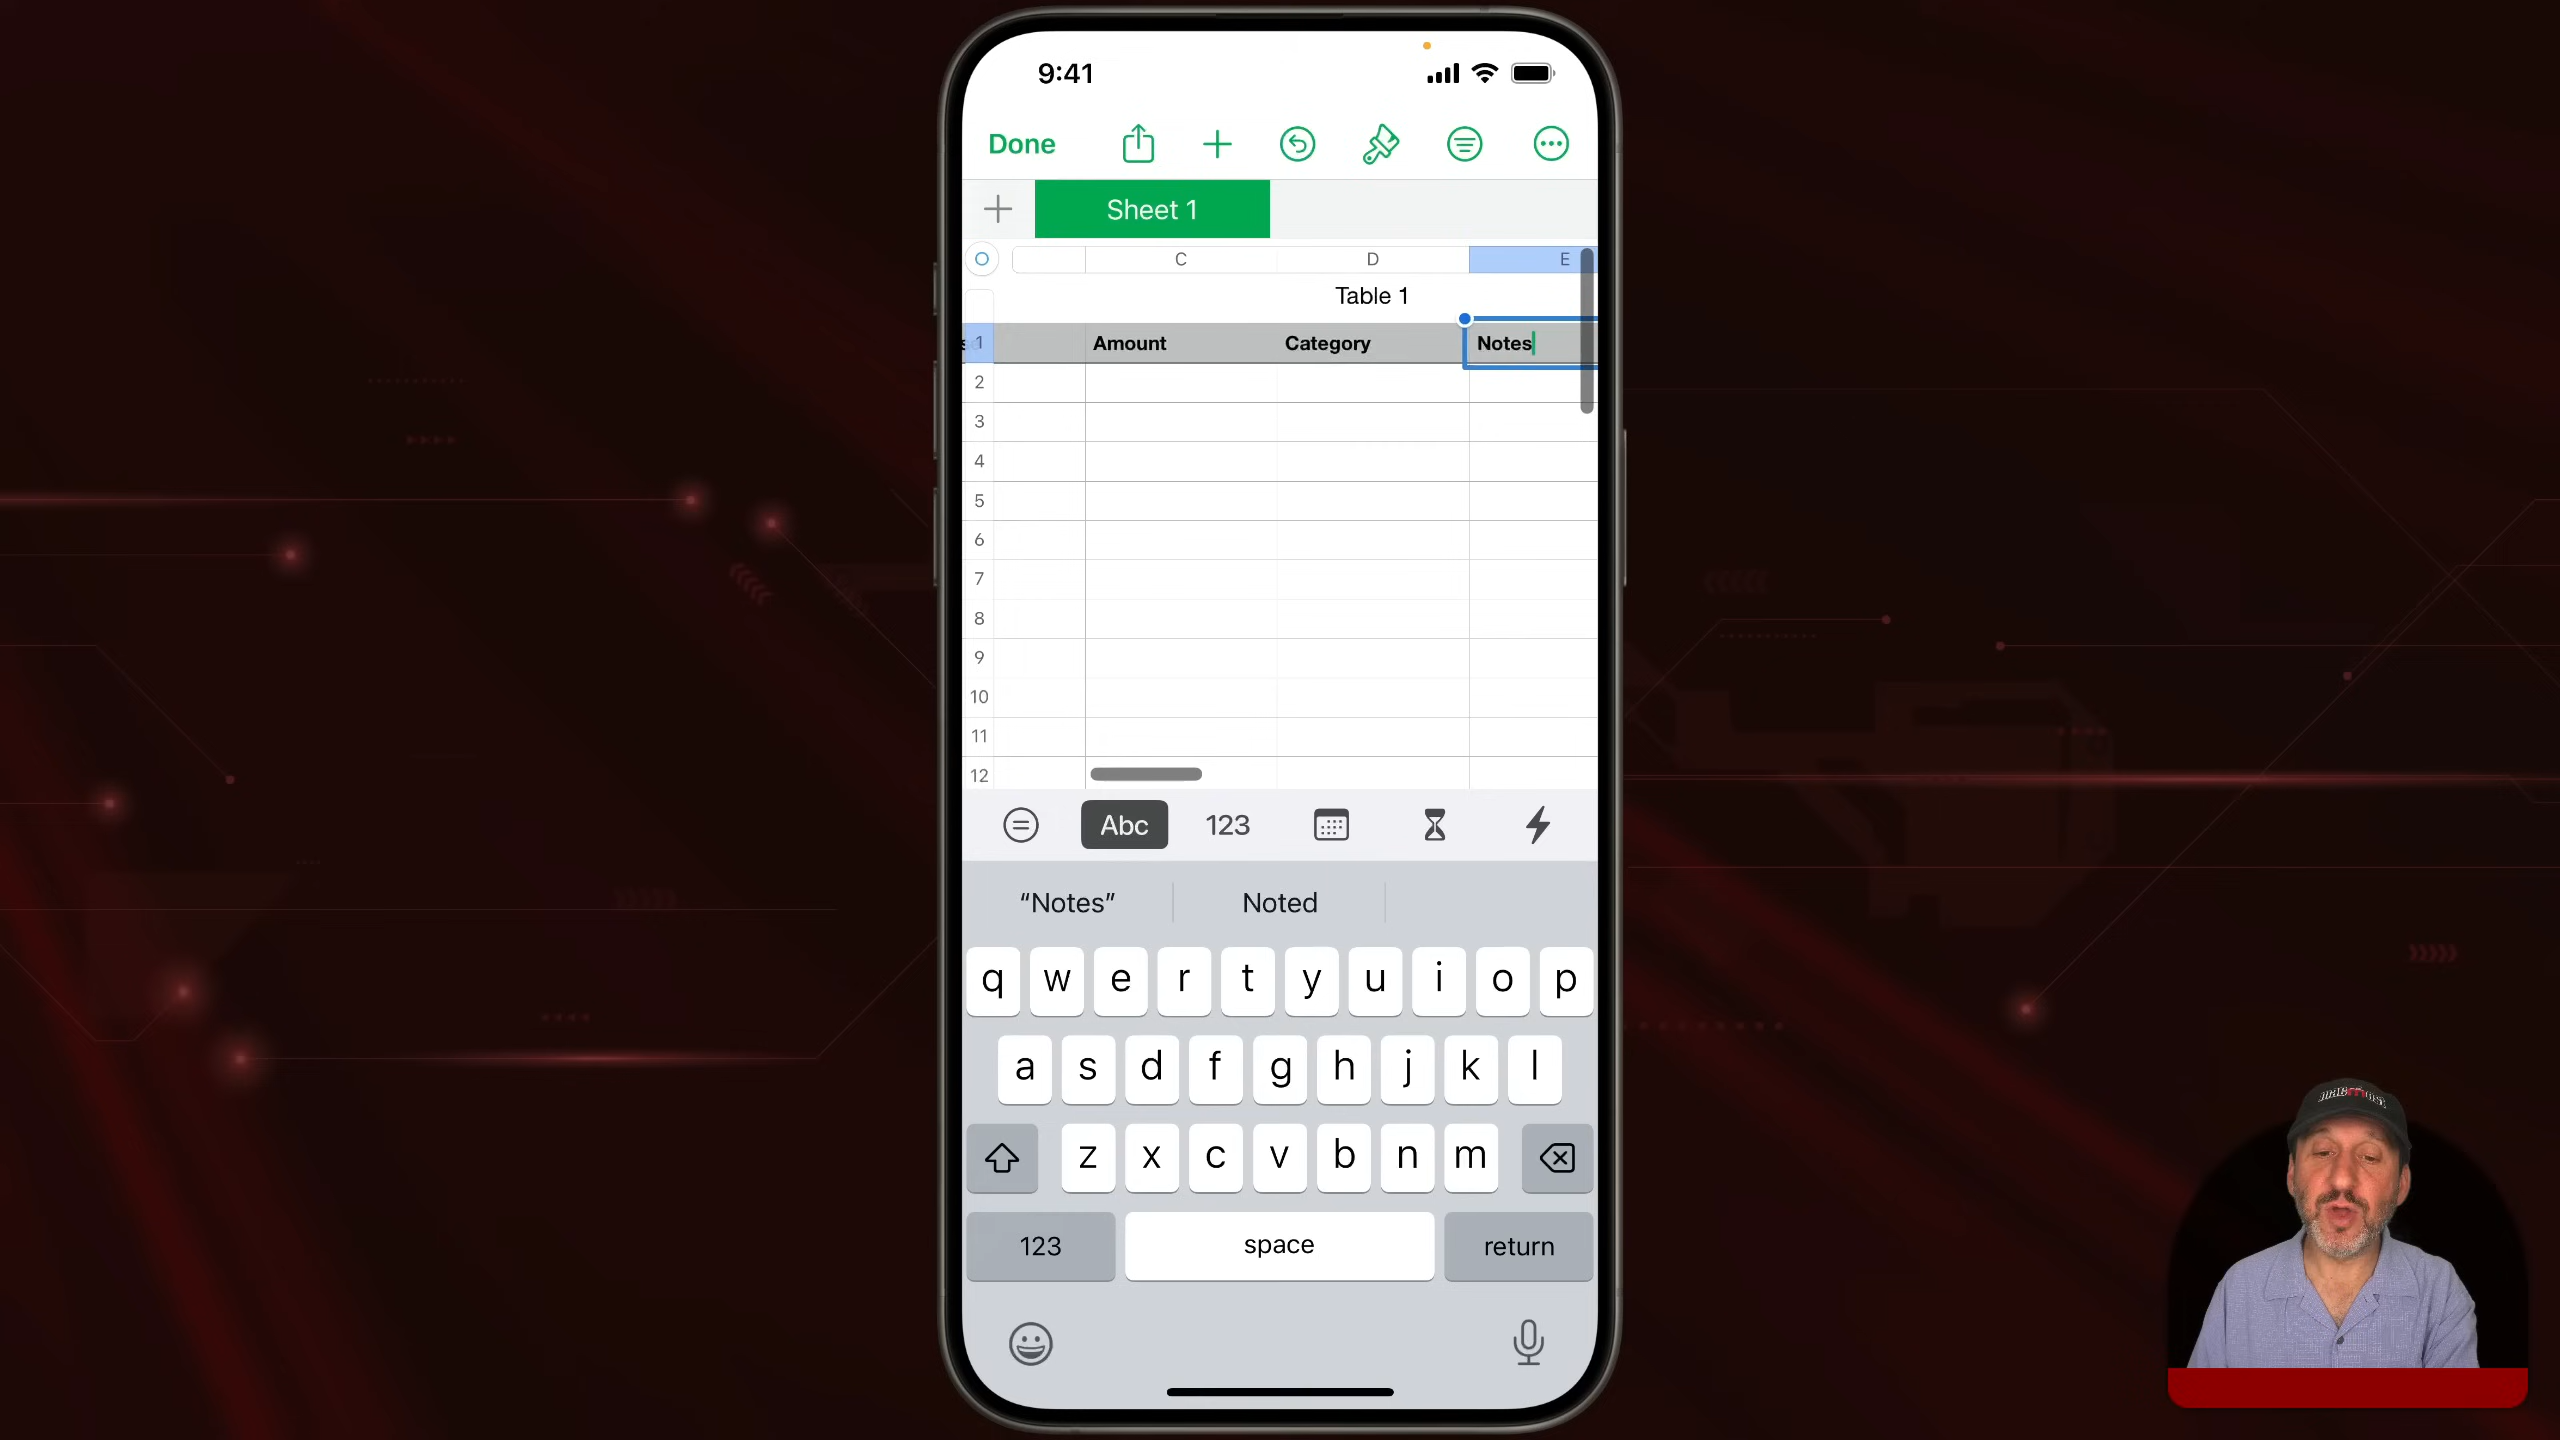 9:41
Done
Sheet 1
C D E
Table 1
1 Amount Category Notes
2
3
4
5
6
7
8
9
10
11
12
Abc 123
“Notes” Noted
q w e r t y u i o p
a s d f g h j k l
z x c v b n m
123 space return